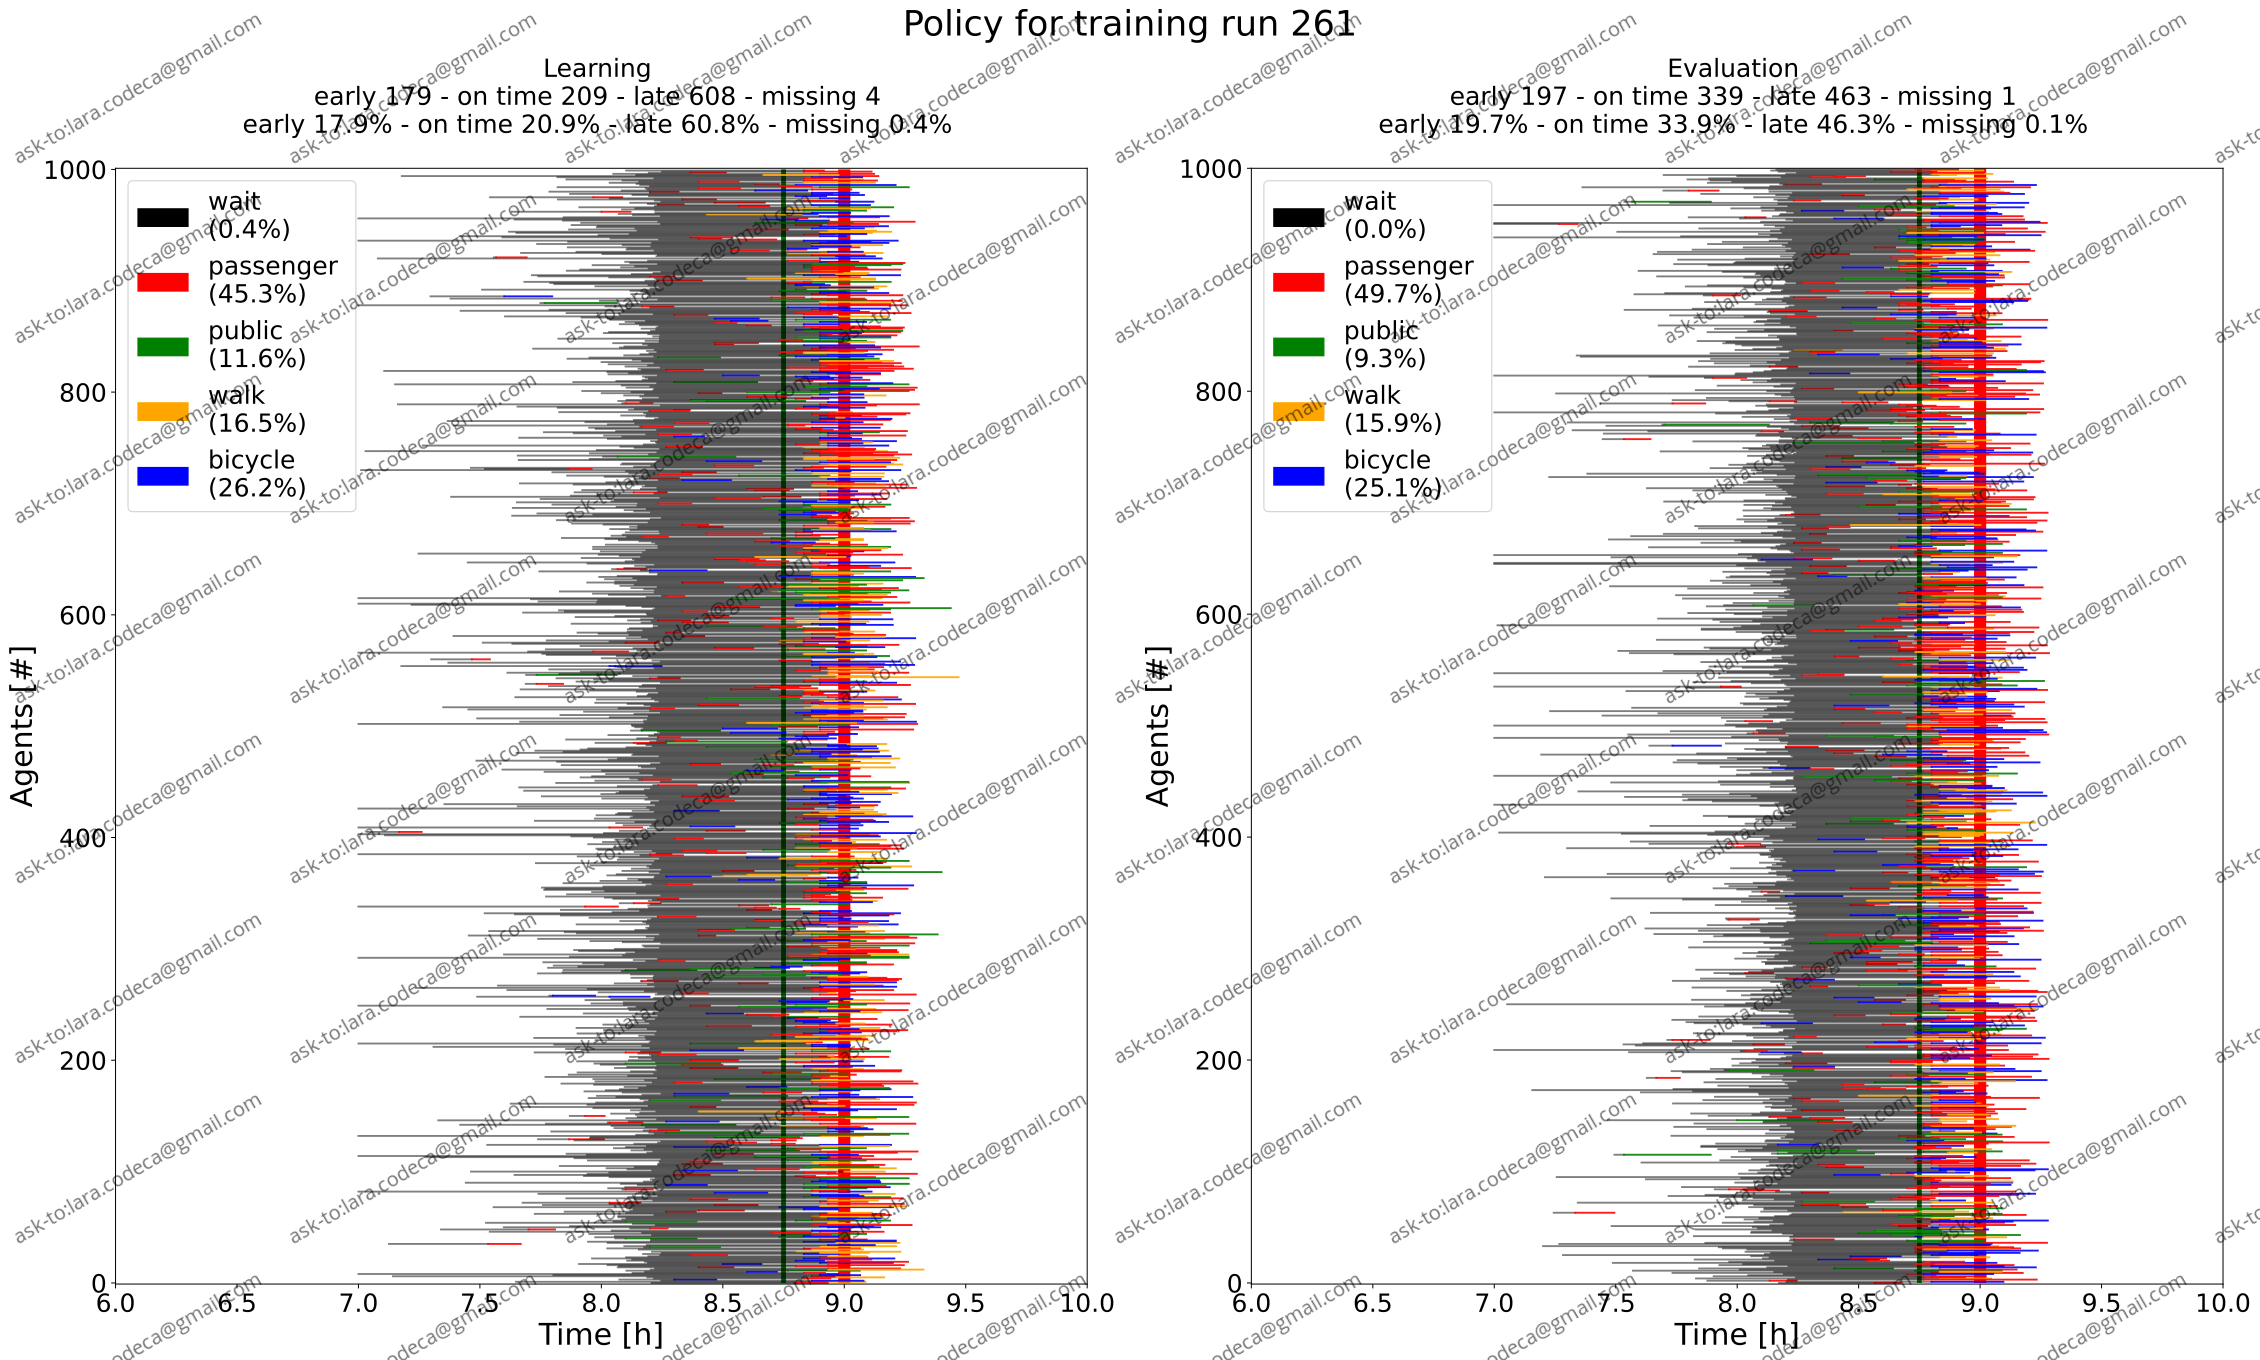 Policy for training run 261
Learning
early 179 - on time 209 - late 608 - missing 4
early 17.9% - on time 20.9% - late 60.8% - missing 0.4%
1000
800
600
400
200
0
Agents [#]
wait
(0.4%)
passenger
(45.3%)
public
(11.6%)
walk
(16.5%)
bicycle
(26.2%)
6.0 6.5 7.0 7.5 8.0 8.5 9.0 9.5 10.0
Time [h]
Evaluation
early 197 - on time 339 - late 463 - missing 1
early 19.7% - on time 33.9% - late 46.3% - missing 0.1%
1000
800
600
400
200
0
Agents [#]
wait
(0.0%)
passenger
(49.7%)
public
(9.3%)
walk
(15.9%)
bicycle
(25.1%)
6.0 6.5 7.0 7.5 8.0 8.5 9.0 9.5 10.0
Time [h]
ask-to:lara.codeca@gmail.com